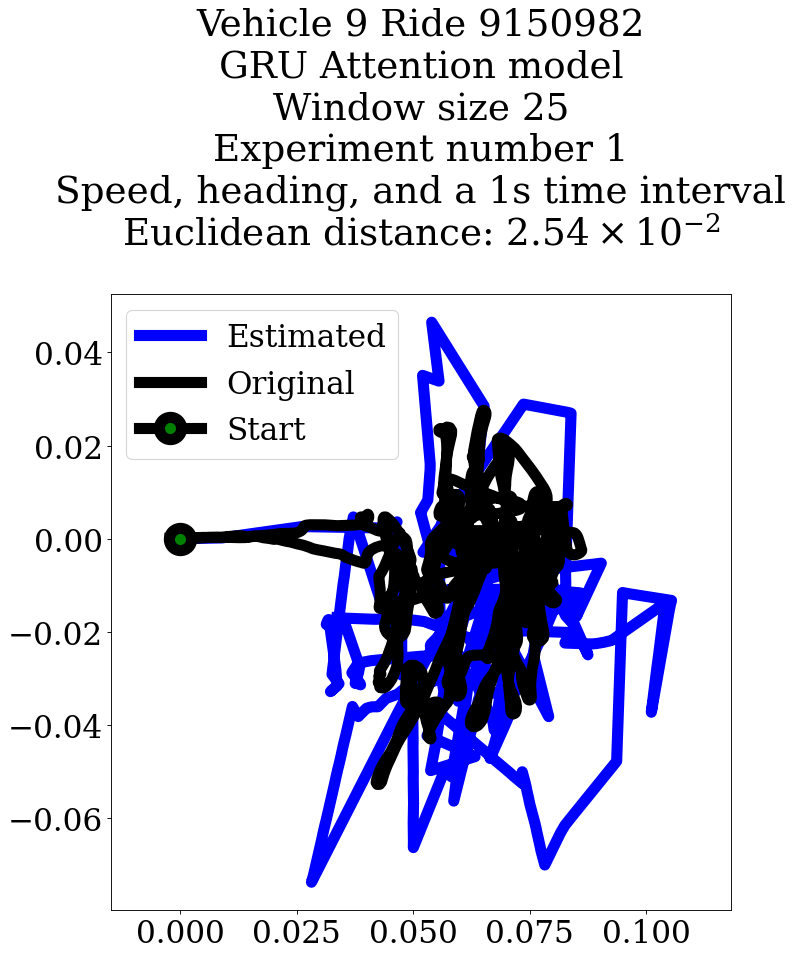 Vehicle 9 Ride 9150982
GRU Attention model
Window size 25
Experiment number 1
Speed, heading, and a 1s time interval
Euclidean distance: 2.54 × 10⁻²
Estimated
Original
Start
0.04
0.02
0.00
−0.02
−0.04
−0.06
0.000 0.025 0.050 0.075 0.100